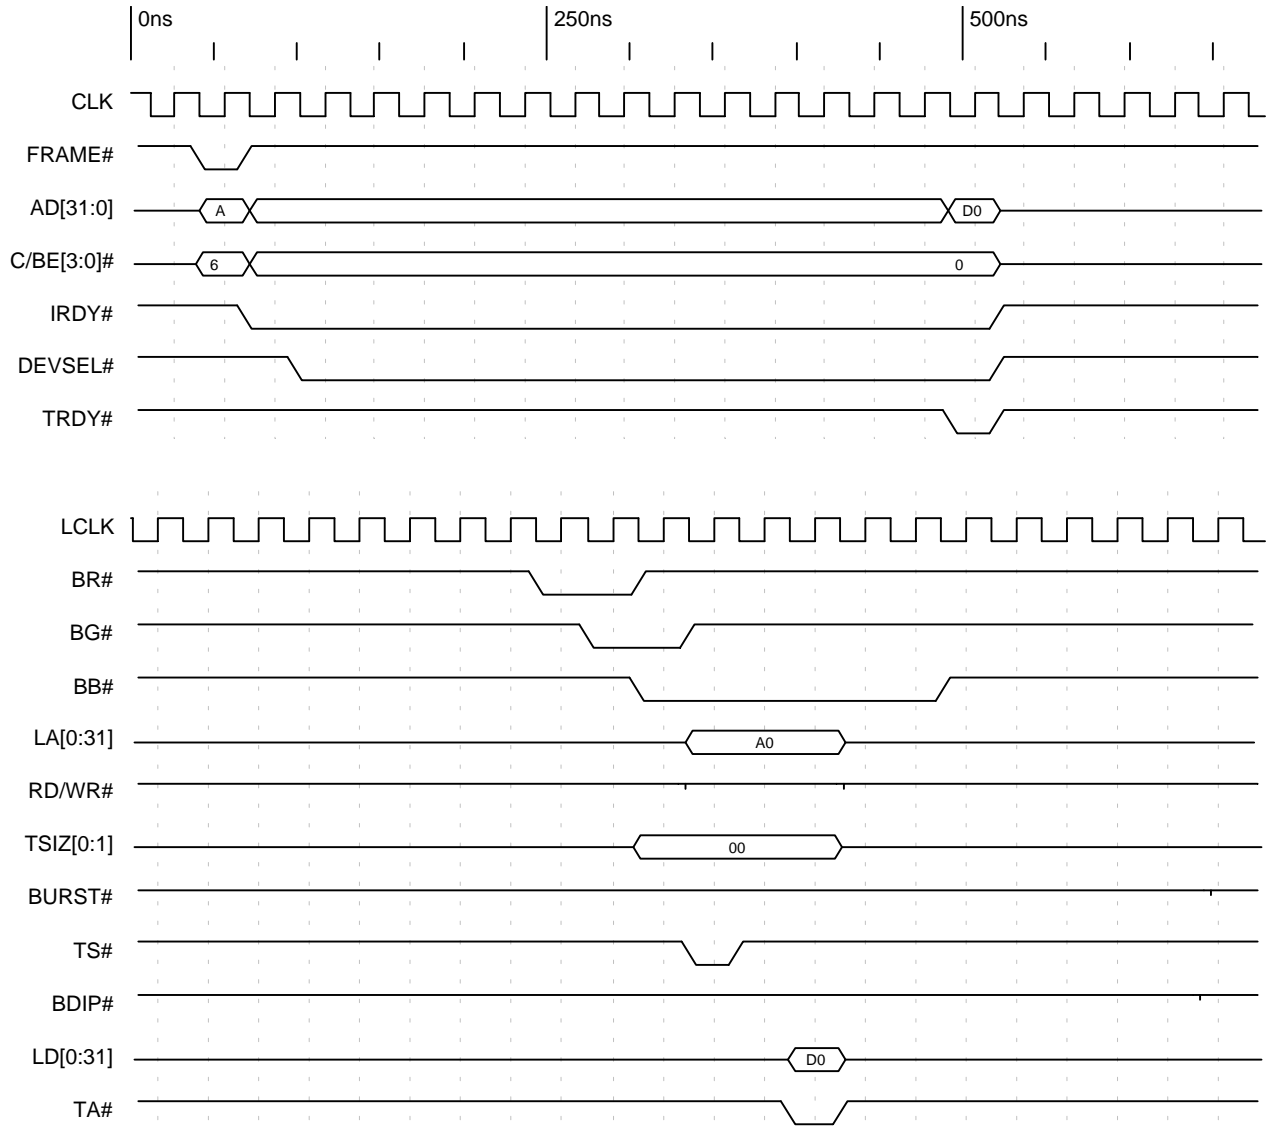 0ns 250ns 500ns
CLK
FRAME#
AD[31:0] A D0
C/BE[3:0]# 6 0
IRDY#
DEVSEL#
TRDY#
LCLK
BR#
BG#
BB#
LA[0:31] A0
RD/WR#
TSIZ[0:1] 00
BURST#
TS#
BDIP#
LD[0:31] D0
TA#